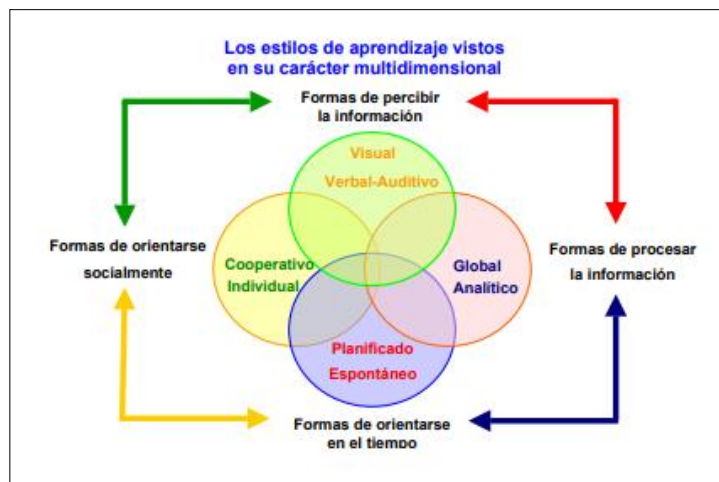 Los estilos de aprendizaje vistos
en su carácter multidimensional
Formas de percibir
la información
Visual
Verbal-Auditivo
Formas de orientarse
socialmente
Cooperativo
Individual
Global
Analítico
Formas de procesar
la información
Planificado
Espontáneo
Formas de orientarse
en el tiempo